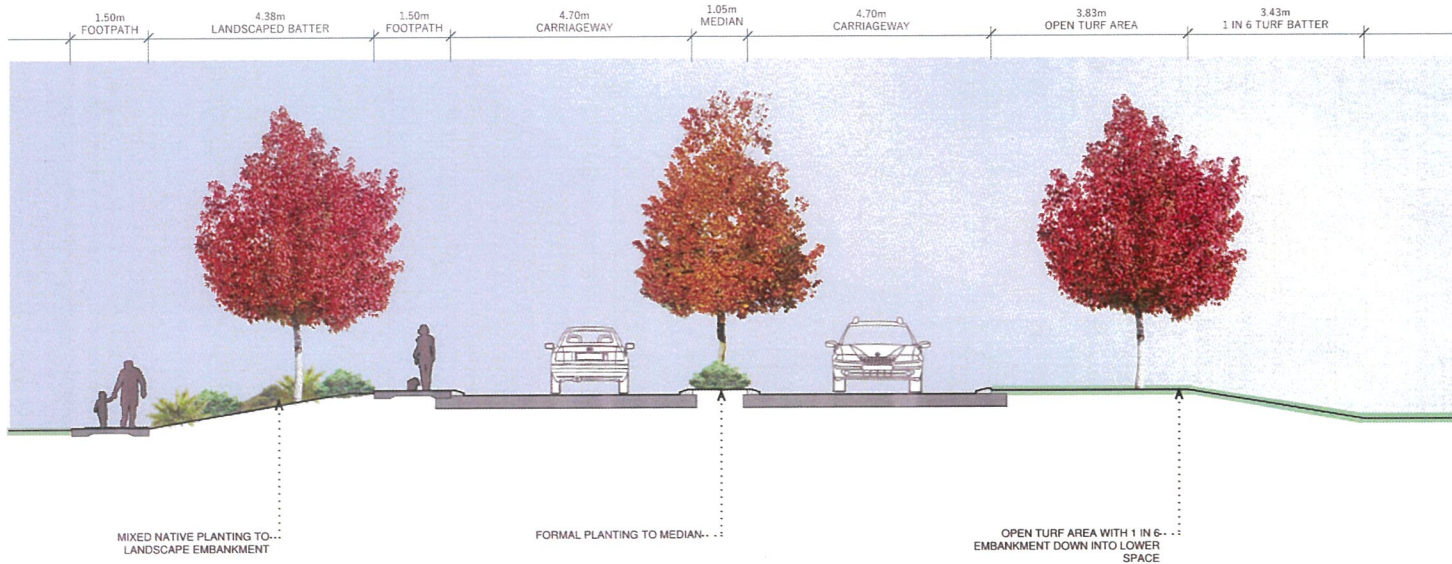 1.50m
FOOTPATH
4.38m
LANDSCAPED BATTER
1.50m
FOOTPATH
4.70m
CARRIAGEWAY
1.05m
MEDIAN
4.70m
CARRIAGEWAY
3.83m
OPEN TURF AREA
3.43m
1 IN 6 TURF BATTER
MIXED NATIVE PLANTING TO
LANDSCAPE EMBANKMENT
FORMAL PLANTING TO MEDIAN
OPEN TURF AREA WITH 1 IN 6
EMBANKMENT DOWN INTO LOWER
SPACE